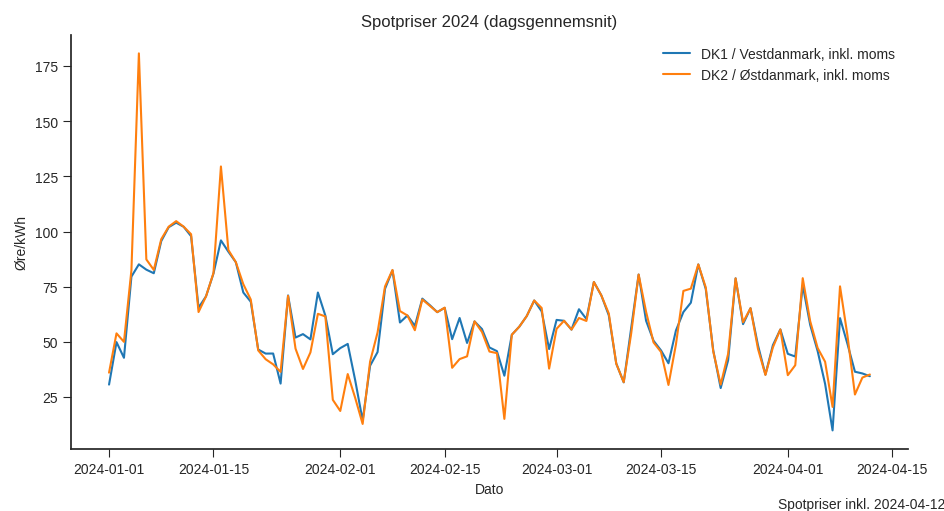 Spotpriser 2024 (dagsgennemsnit)
DK1 / Vestdanmark, inkl. moms
DK2 / Østdanmark, inkl. moms
175
150
125
100
75
50
25
Øre/kWh
2024-01-01
2024-01-15
2024-02-01
2024-02-15
2024-03-01
2024-03-15
2024-04-01
2024-04-15
Dato
Spotpriser inkl. 2024-04-12